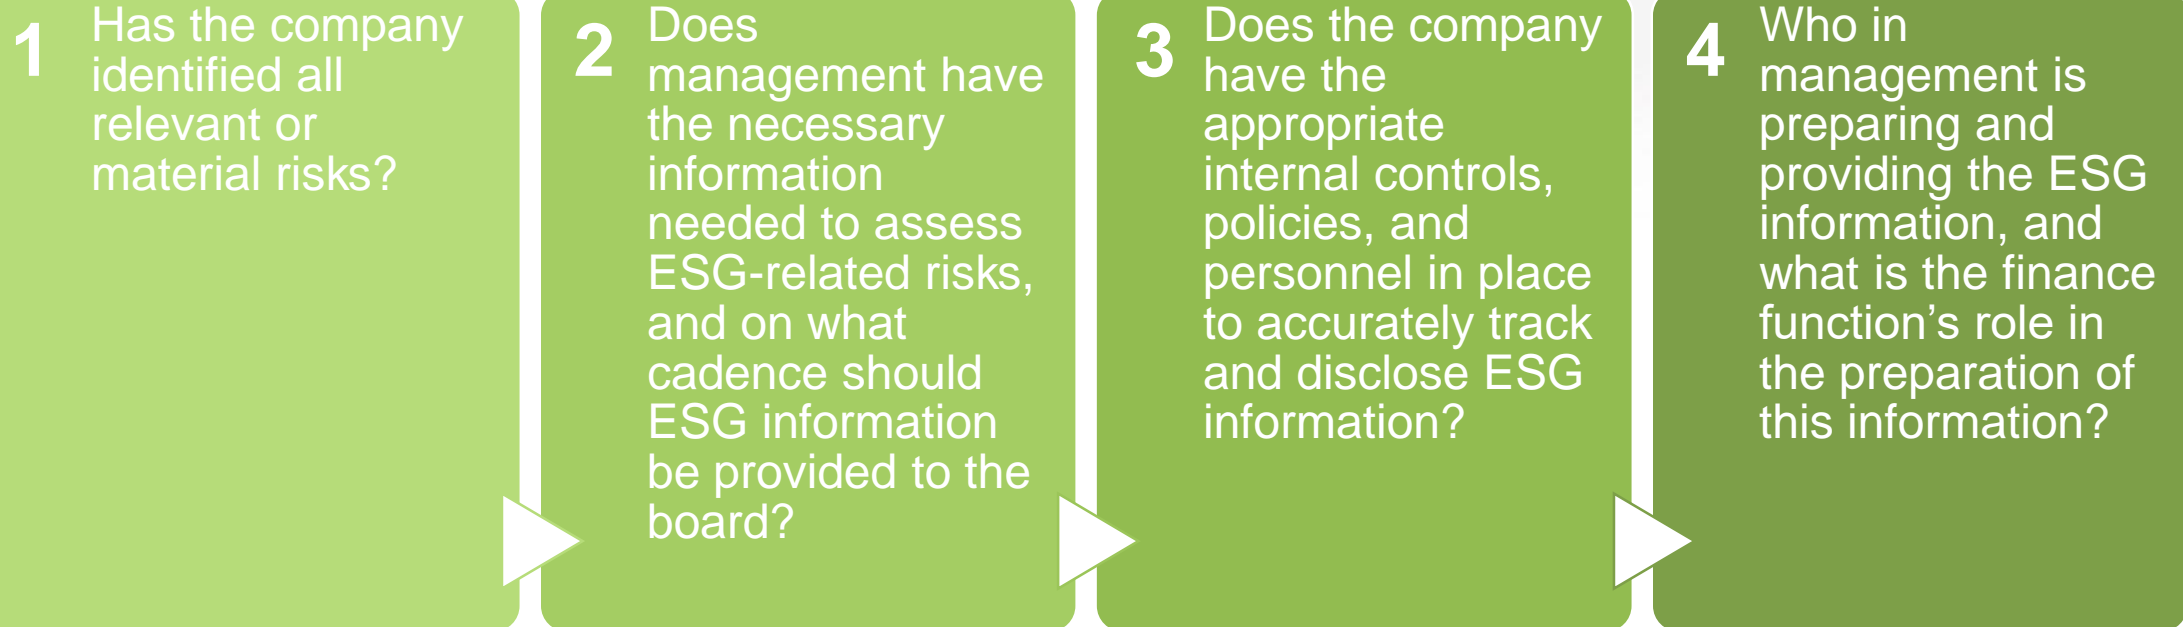 1
Has the company
identified all
relevant or
material risks?
2
Does
management have
the necessary
information
needed to assess
ESG-related risks,
and on what
cadence should
ESG information
be provided to the
board?
3
Does the company
have the
appropriate
internal controls,
policies, and
personnel in place
to accurately track
and disclose ESG
information?
4
Who in
management is
preparing and
providing the ESG
information, and
what is the finance
function’s role in
the preparation of
this information?